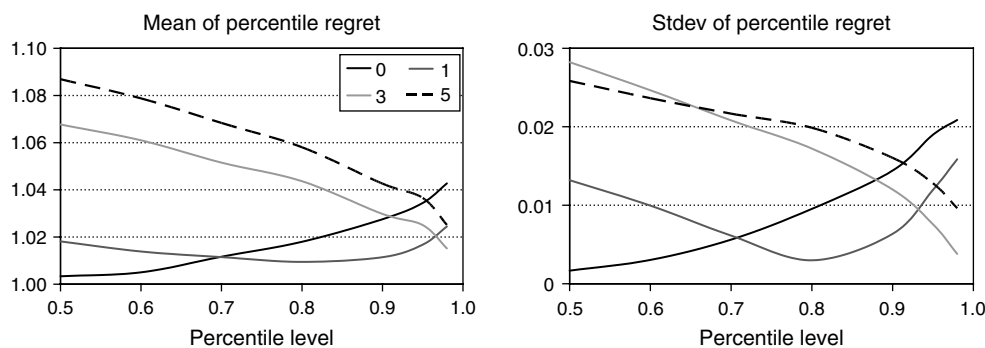 Mean of percentile regret
1.10
1.08
1.06
1.04
1.02
1.00
0 1
3 5
0.5 0.6 0.7 0.8 0.9 1.0
Percentile level
Stdev of percentile regret
0.03
0.02
0.01
0
0.5 0.6 0.7 0.8 0.9 1.0
Percentile level